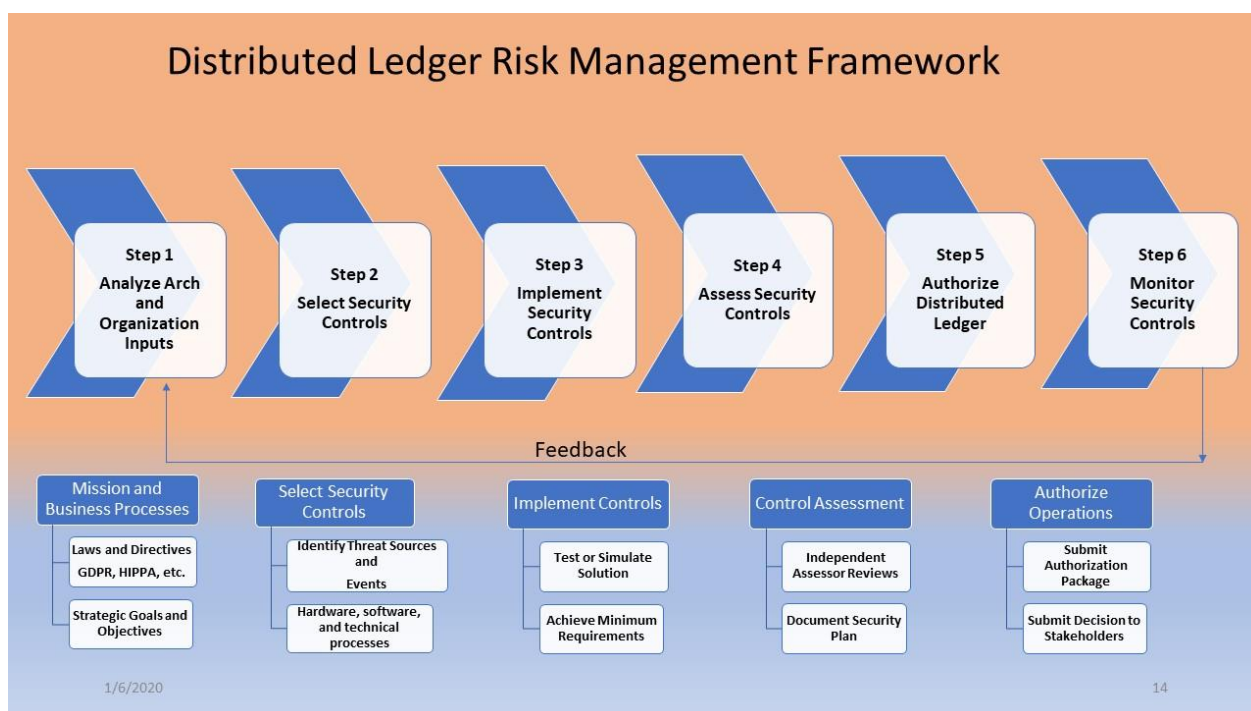 Distributed Ledger Risk Management Framework
Step 1
Analyze Arch
and
Organization
Inputs
Step 2
Select Security
Controls
Step 3
Implement
Security
Controls
Step 4
Assess Security
Controls
Step 5
Authorize
Distributed
Ledger
Step 6
Monitor
Security
Controls
Feedback
Mission and
Business Processes
Laws and Directives
GDPR, HIPPA, etc.
Strategic Goals and
Objectives
Select Security
Controls
Identify Threat Sources
and
Events
Hardware, software,
and technical
processes
Implement Controls
Test or Simulate
Solution
Achieve Minimum
Requirements
Control Assessment
Independent
Assessor Reviews
Document Security
Plan
Authorize
Operations
Submit
Authorization
Package
Submit Decision to
Stakeholders
1/6/2020
14